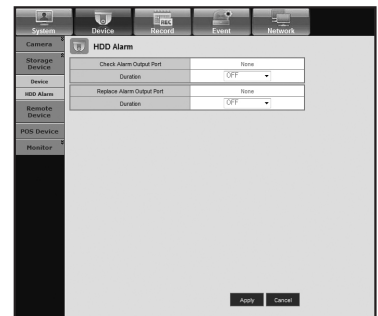 System Device Record Event Network
REC
Camera
Storage
Device
Device
HDD Alarm
Remote
Device
POS Device
Monitor
HDD Alarm
Check Alarm Output Port None
Duration OFF
Replace Alarm Output Port None
Duration OFF
Apply Cancel